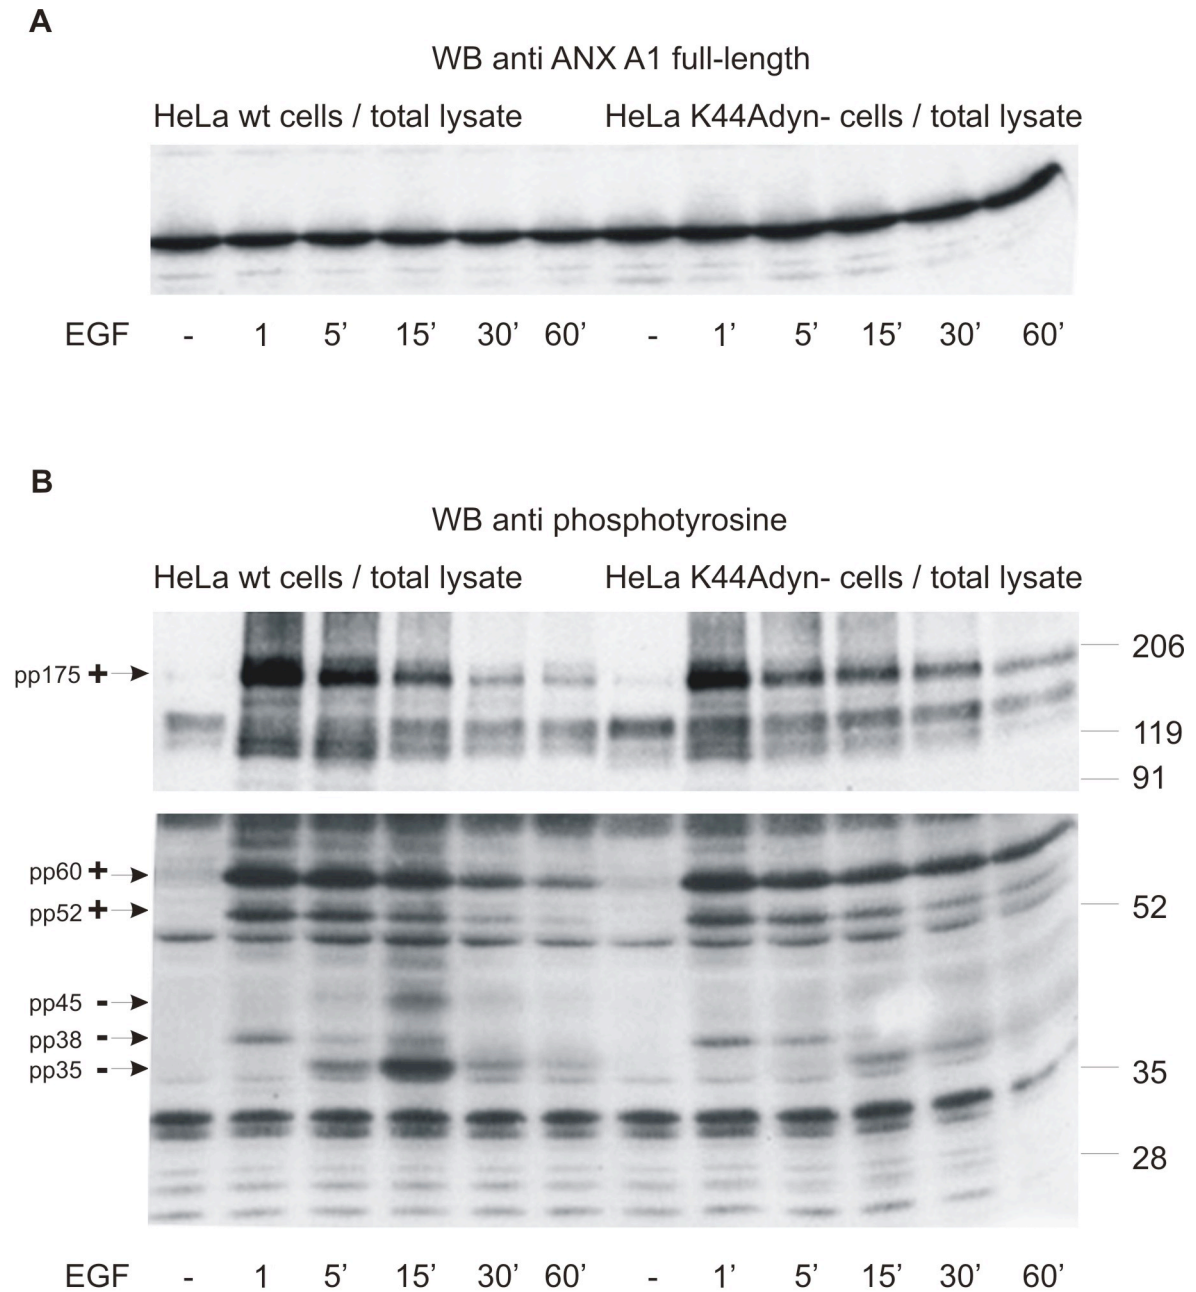 A
WB anti ANX A1 full-length
HeLa wt cells / total lysate HeLa K44Adyn- cells / total lysate
EGF - 1 5’ 15’ 30’ 60’ - 1’ 5’ 15’ 30’ 60’
B
WB anti phosphotyrosine
HeLa wt cells / total lysate HeLa K44Adyn- cells / total lysate
206
pp175 +
119
91
pp60 +
pp52 + 52
pp45 -
pp38 -
pp35 - 35
28
EGF - 1 5’ 15’ 30’ 60’ - 1’ 5’ 15’ 30’ 60’